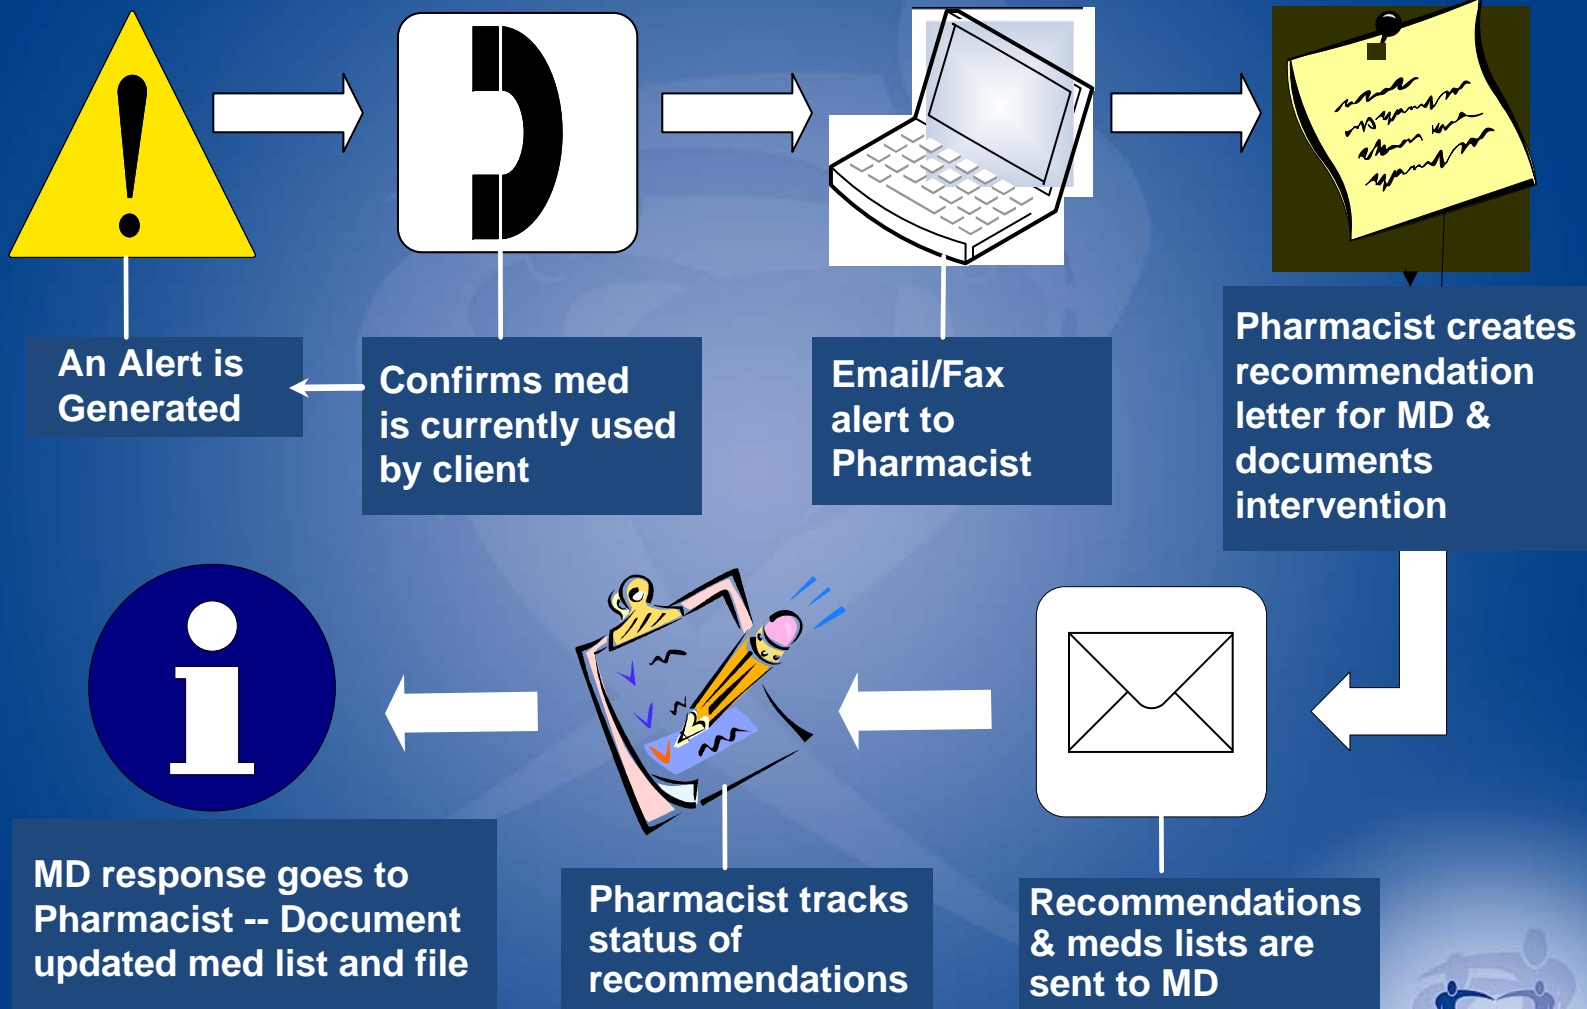 An Alert is
Generated
Confirms med
is currently used
by client
Email/Fax
alert to
Pharmacist
Pharmacist creates
recommendation
letter for MD &
documents
intervention
MD response goes to
Pharmacist -- Document
updated med list and file
Pharmacist tracks
status of
recommendations
Recommendations
& meds lists are
sent to MD